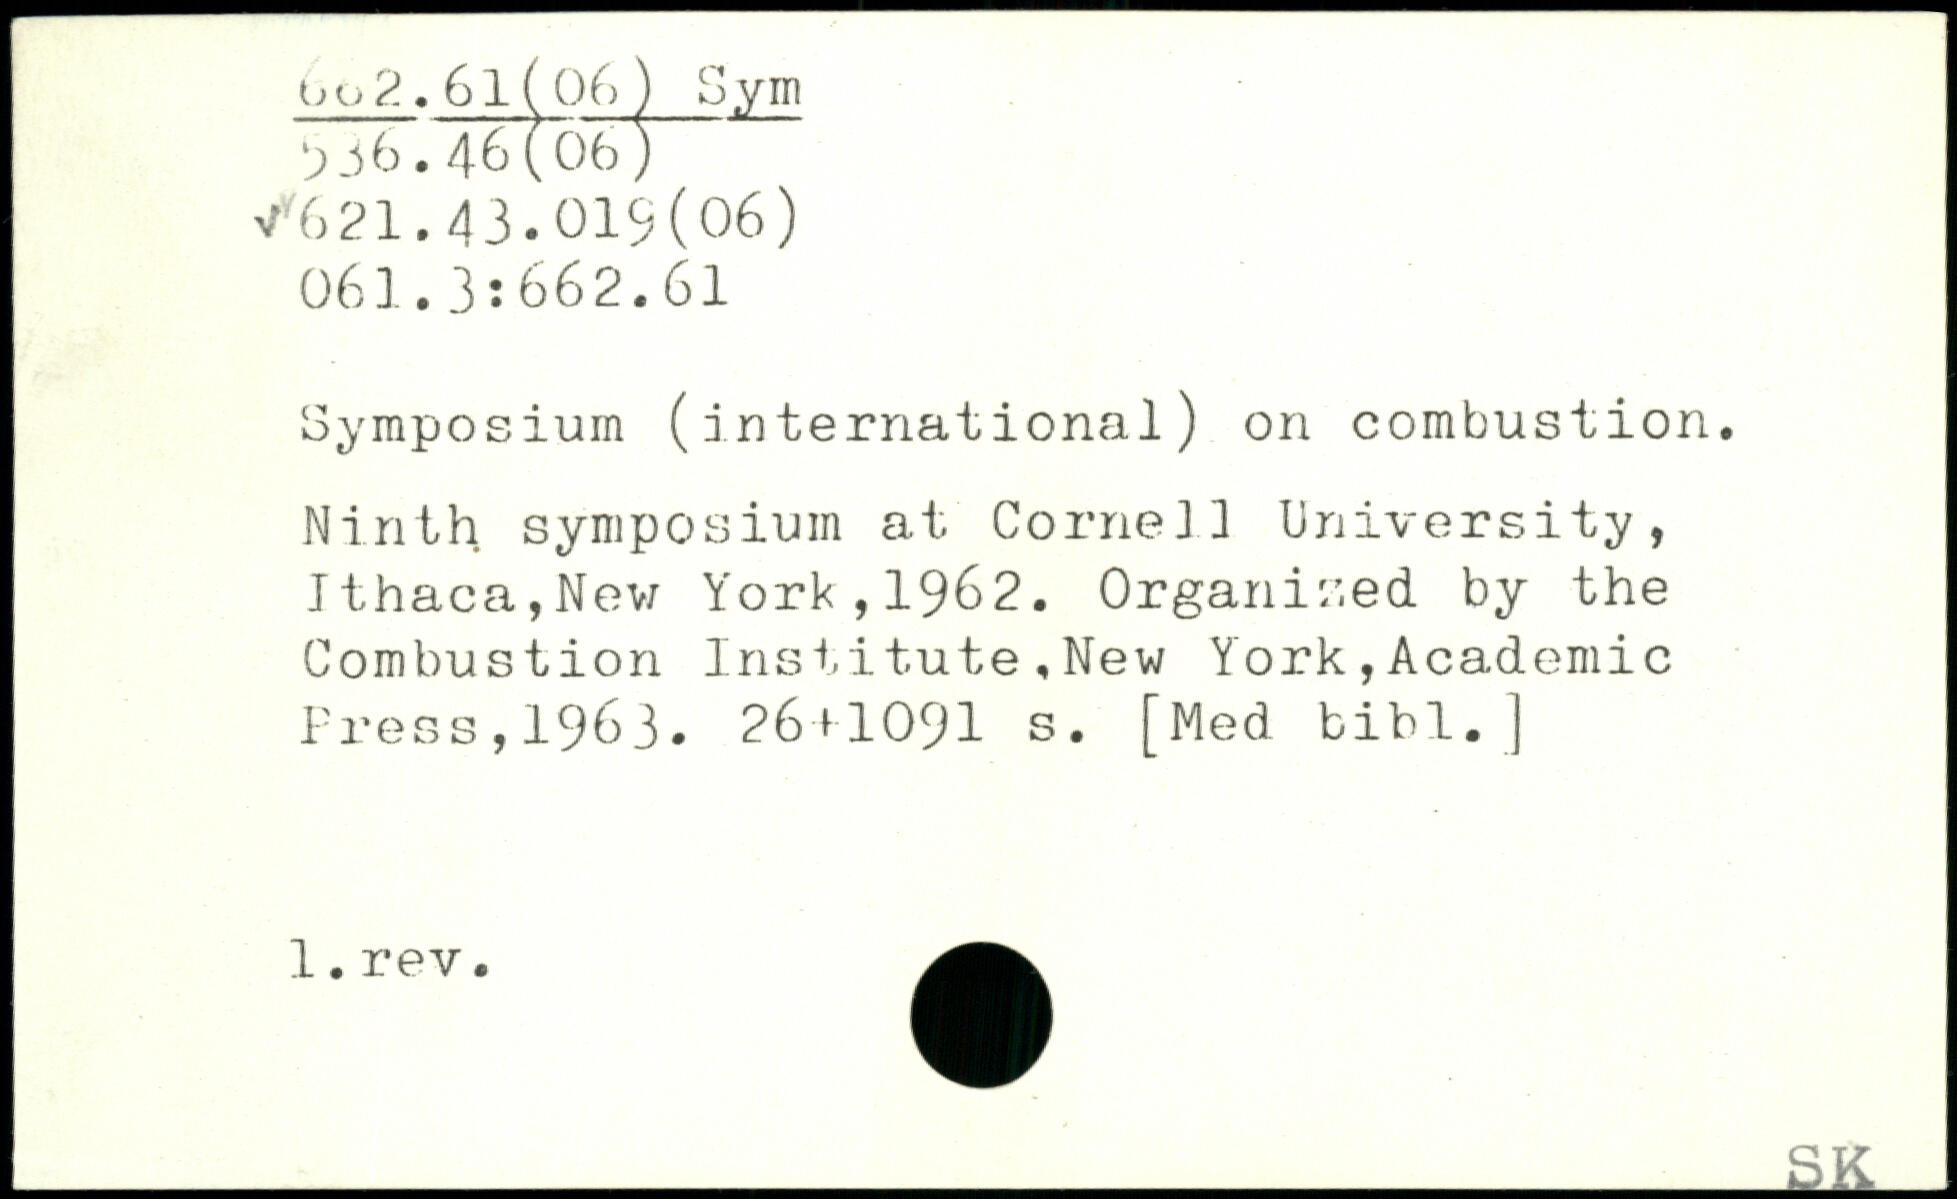 662.61(06) Sym
536.46(06)
✓621.43.019(06)
061.3:662.61
Symposium (international) on combustion.
Ninth symposium at Cornell University,
Ithaca,New York,1962. Organized by the
Combustion Institute,New York,Academic
Press,1963. 26+1091 s. [Med bibl.]
1.rev.
SK